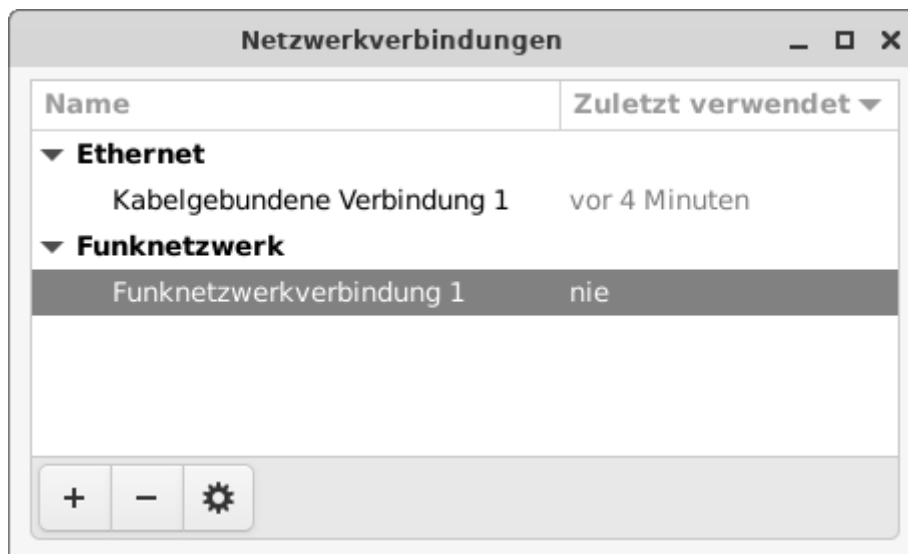 Netzwerkverbindungen
Name Zuletzt verwendet
Ethernet
Kabelgebundene Verbindung 1 vor 4 Minuten
Funknetzwerk
Funknetzwerkverbindung 1 nie